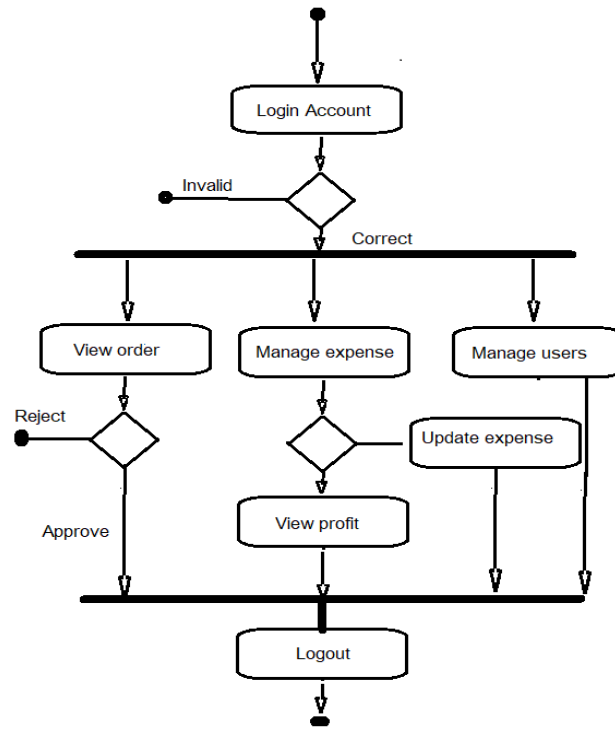 Login Account
Invalid
Correct
View order
Manage expense
Manage users
Reject
Update expense
View profit
Approve
Logout